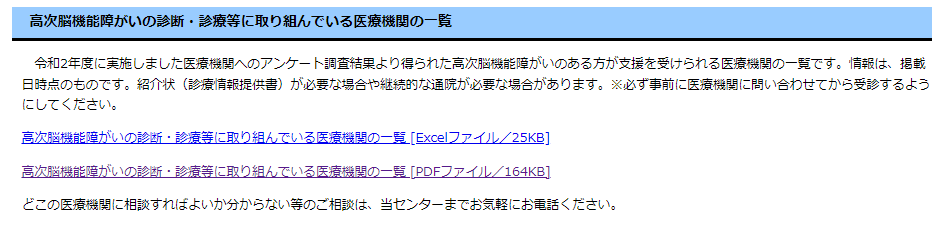 高次脳機能障がいの診断・診療等に取り組んでいる医療機関の一覧
　令和2年度に実施しました医療機関へのアンケート調査結果より得られた高次脳機能障がいのある方が支援を受けられる医療機関の一覧です。情報は、掲載
日時点のものです。紹介状（診療情報提供書）が必要な場合や継続的な通院が必要な場合があります。※必ず事前に医療機関に問い合わせてから受診するよう
にしてください。
高次脳機能障がいの診断・診療等に取り組んでいる医療機関の一覧 [Excelファイル／25KB]
高次脳機能障がいの診断・診療等に取り組んでいる医療機関の一覧 [PDFファイル／164KB]
どこの医療機関に相談すればよいか分からない等のご相談は、当センターまでお気軽にお電話ください。